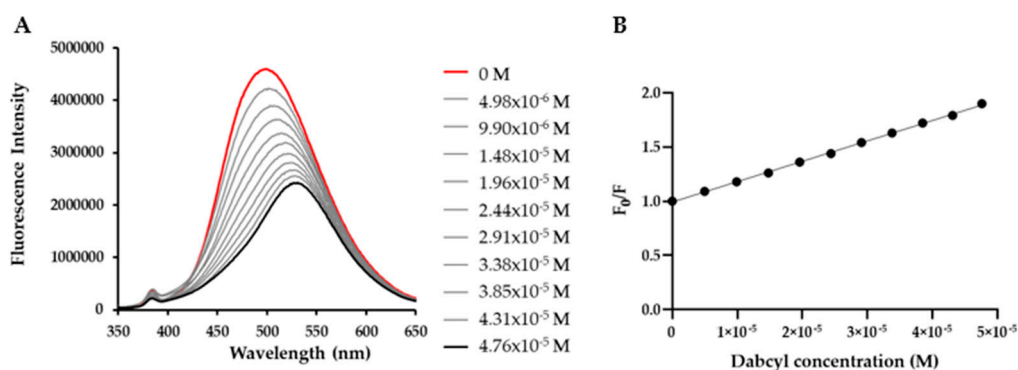 A
5000000
4000000
3000000
2000000
1000000
0
Fluorescence Intensity
350 400 450 500 550 600 650
Wavelength (nm)
0 M
4.98x10⁻⁶ M
9.90x10⁻⁶ M
1.48x10⁻⁵ M
1.96x10⁻⁵ M
2.44x10⁻⁵ M
2.91x10⁻⁵ M
3.38x10⁻⁵ M
3.85x10⁻⁵ M
4.31x10⁻⁵ M
4.76x10⁻⁵ M
B
2.0
1.5
1.0
0.5
0.0
F₀/F
0 1×10⁻⁵ 2×10⁻⁵ 3×10⁻⁵ 4×10⁻⁵ 5×10⁻⁵
Dabcyl concentration (M)